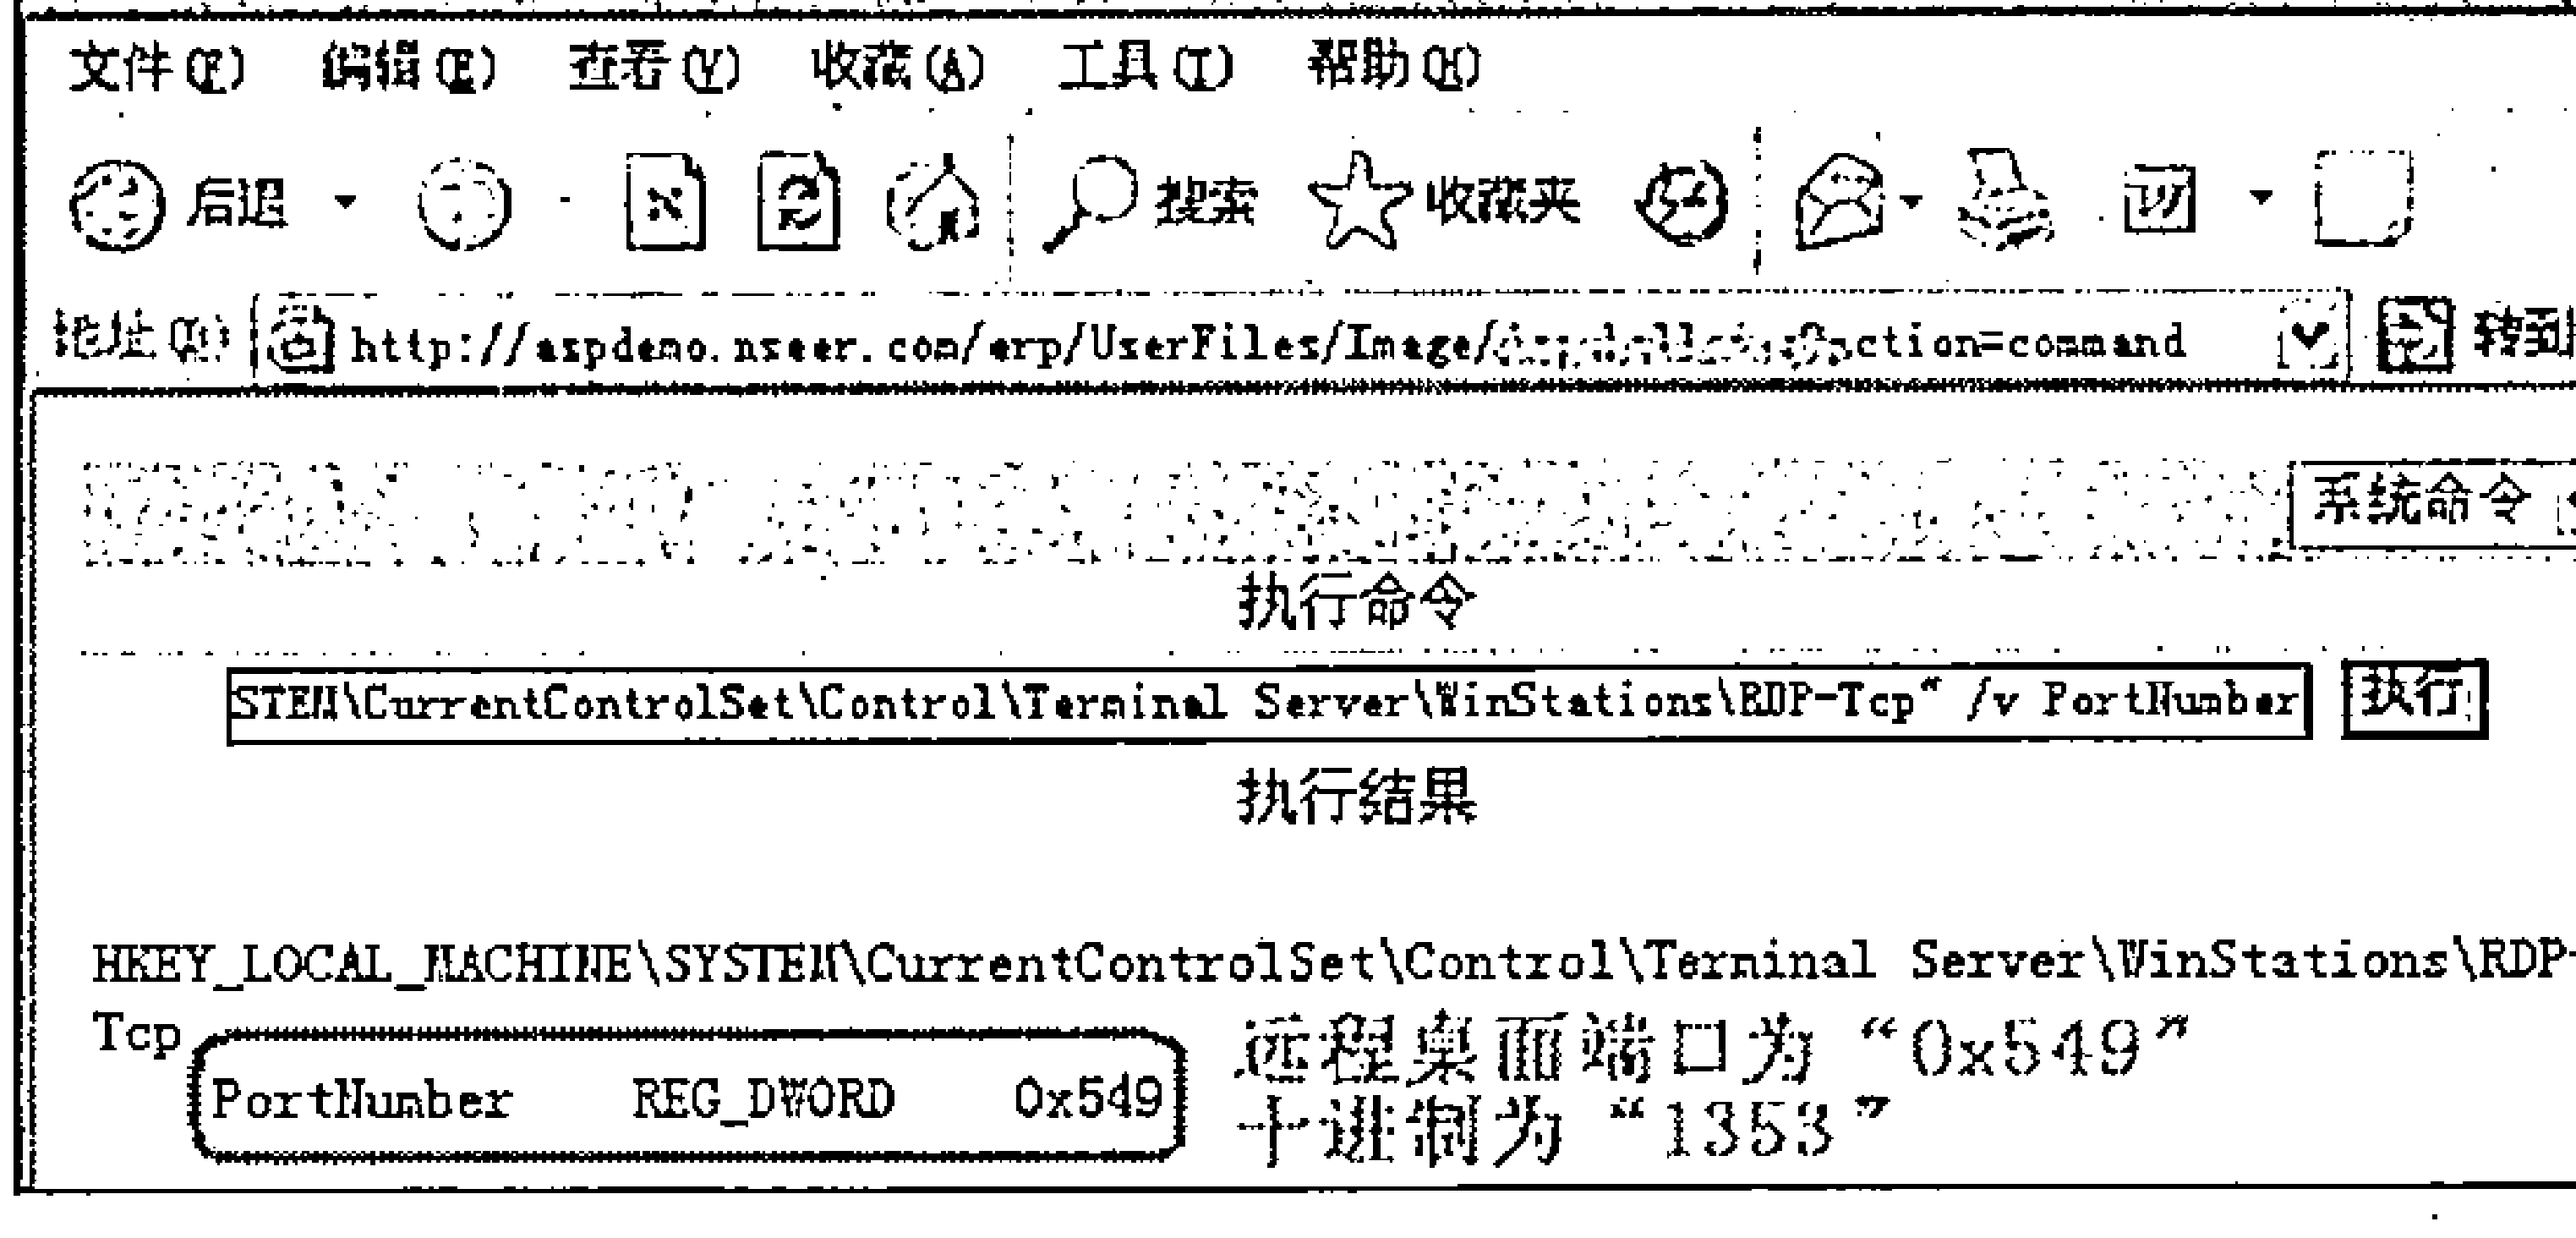 文件(F) 编辑(E) 查看(V) 收藏(A) 工具(T) 帮助(H)
后退 搜索 收藏夹
地址(D) http://aspdemo.nseer.com/erp/UserFiles/Image/ ction=command 转到
系统命令
执行命令
STEM\CurrentControlSet\Control\Terminal Server\WinStations\RDP-Tcp" /v PortNumber 执行
执行结果
HKEY_LOCAL_MACHINE\SYSTEM\CurrentControlSet\Control\Terminal Server\WinStations\RDP-
Tcp
PortNumber REG_DWORD 0x549
远程桌面端口为 “0x549”
十进制为 “1353”